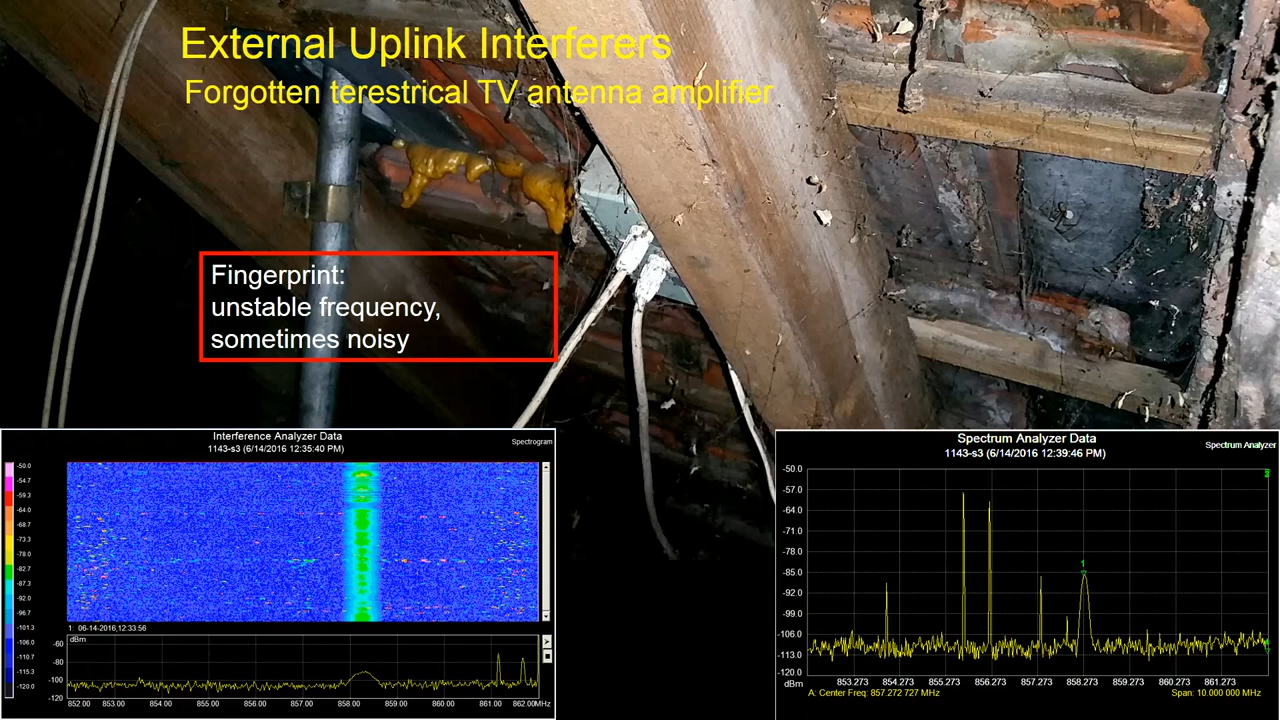 External Uplink Interferers
Forgotten terestrical TV antenna amplifier
Fingerprint:
unstable frequency,
sometimes noisy
Interference Analyzer Data
1143-s3 (6/14/2016 12:35:40 PM)
Spectrogram
-50.0
-54.7
-59.3
-64.0
-68.7
-73.3
-78.0
-82.7
-87.3
-92.0
-96.7
-101.3
-106.0
-110.7
-115.3
-120.0
1: 06-14-2016,12:33:56
dBm
-60
-80
-100
-120
852.00 853.00 854.00 855.00 856.00 857.00 858.00 859.00 860.00 861.00 862.00MHz
Spectrum Analyzer Data
1143-s3 (6/14/2016 12:39:46 PM)
Spectrum Analyzer
-50.0
-57.0
-64.0
-71.0
-78.0
-85.0
-92.0
-99.0
-106.0
-113.0
-120.0
1
dBm
853.273 854.273 855.273 856.273 857.273 858.273 859.273 860.273 861.273
A: Center Freq: 857.272 727 MHz
Span: 10.000 000 MHz